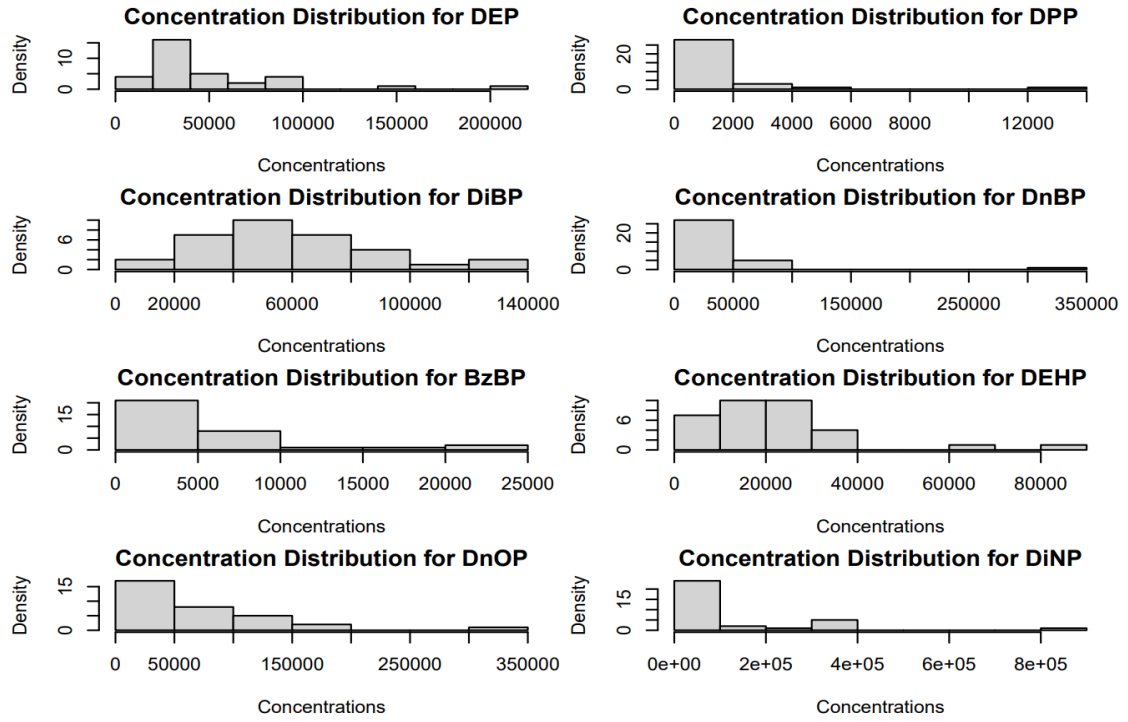 Concentration Distribution for DEP
Density
0 10
0 50000 100000 150000 200000
Concentrations
Concentration Distribution for DPP
Density
0 20
0 2000 4000 6000 8000 12000
Concentrations
Concentration Distribution for DiBP
Density
0 6
0 20000 60000 100000 140000
Concentrations
Concentration Distribution for DnBP
Density
0 20
0 50000 150000 250000 350000
Concentrations
Concentration Distribution for BzBP
Density
0 15
0 5000 10000 15000 20000 25000
Concentrations
Concentration Distribution for DEHP
Density
0 6
0 20000 40000 60000 80000
Concentrations
Concentration Distribution for DnOP
Density
0 15
0 50000 150000 250000 350000
Concentrations
Concentration Distribution for DiNP
Density
0 15
0e+00 2e+05 4e+05 6e+05 8e+05
Concentrations